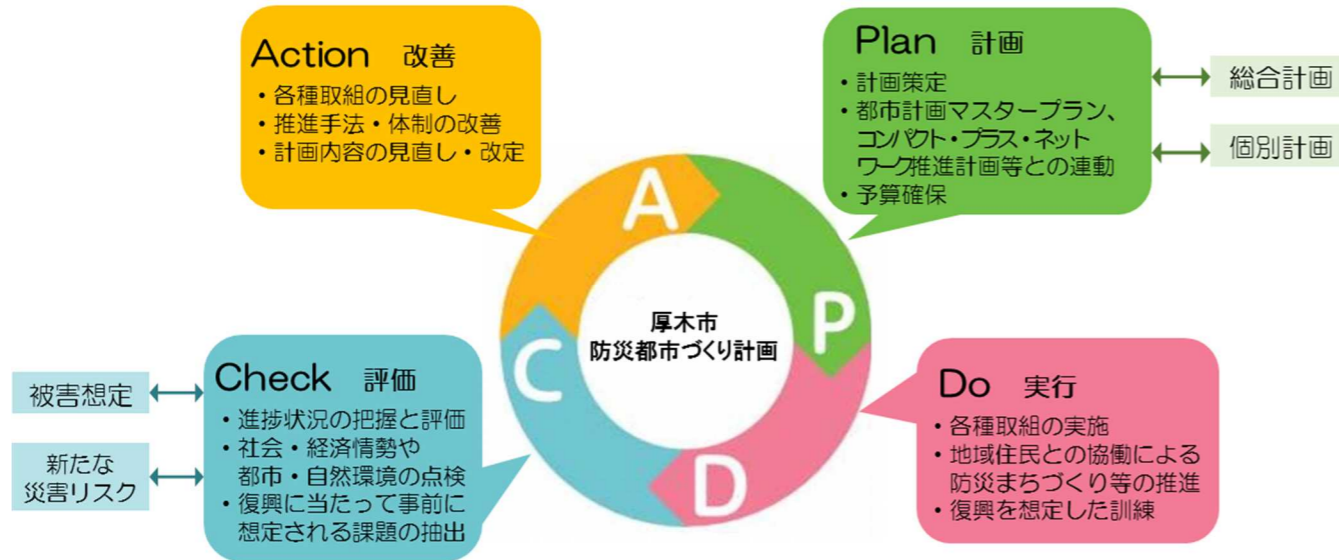 Action 改善
・各種取組の見直し
・推進手法・体制の改善
・計画内容の見直し・改定
Plan 計画
・計画策定
・都市計画マスタープラン、
コンパクト・プラス・ネット
ワーク推進計画等との連動
・予算確保
総合計画
個別計画
A
P
D
C
厚木市
防災都市づくり計画
被害想定
新たな
災害リスク
Check 評価
・進捗状況の把握と評価
・社会・経済情勢や
都市・自然環境の点検
・復興に当たって事前に
想定される課題の抽出
Do 実行
・各種取組の実施
・地域住民との協働による
防災まちづくり等の推進
・復興を想定した訓練